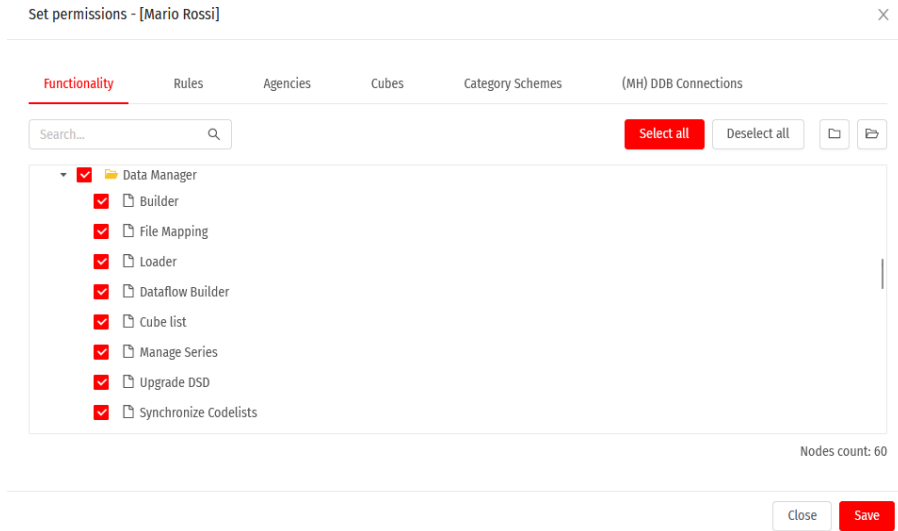 Set permissions - [Mario Rossi]
Functionality Rules Agencies Cubes Category Schemes (MH) DDB Connections
Search... Select all Deselect all
Data Manager
Builder
File Mapping
Loader
Dataflow Builder
Cube list
Manage Series
Upgrade DSD
Synchronize Codelists
Nodes count: 60
Close Save